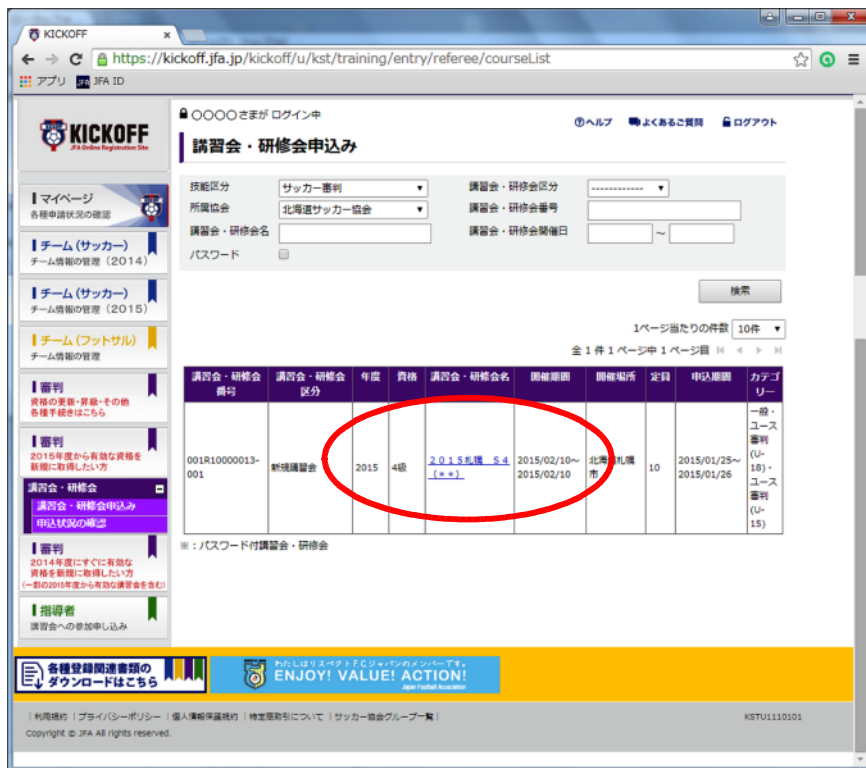 KICKOFF
https://kickoff.jfa.jp/kickoff/u/kst/training/entry/referee/courseList
アプリ JFA ID
KICKOFF
JFA Online Registration Site
〇〇〇〇さまが ログイン中
ヘルプ よくあるご質問 ログアウト
講習会・研修会申込み
マイページ
各種申請状況の確認
チーム(サッカー)
チーム情報の管理(2014)
チーム(サッカー)
チーム情報の管理(2015)
チーム(フットサル)
チーム情報の管理
審判
資格の更新・昇級・その他
各種手続きはこちら
審判
2015年度から有効な資格を
新規に取得したい方
講習会・研修会
講習会・研修会申込み
申込状況の確認
審判
2014年度にすぐに有効な
資格を新規に取得したい方
(一部の2015年度から有効な講習会を含む)
指導者
講習会への参加申し込み
技能区分 サッカー審判 講習会・研修会区分 ------------
所属協会 北海道サッカー協会 講習会・研修会番号
講習会・研修会名 講習会・研修会開催日 ～
パスワード
検索
1ページ当たりの件数 10件
全 1 件 1 ページ中 1 ページ目
講習会・研修会番号 講習会・研修会区分 年度 資格 講習会・研修会名 開催期間 開催場所 定員 申込期間 カテゴリー
001R10000013-001 新規講習会 2015 4級 2015札幌 S4(**) 2015/02/10～2015/02/10 北海道札幌市 10 2015/01/25～2015/01/26 一般・ユース審判(U-18)・ユース審判(U-15)
※：パスワード付講習会・研修会
各種登録関連書類の
ダウンロードはこちら
わたしはリスペクトF.C.ジャパンのメンバーです。
ENJOY! VALUE! ACTION!
Japan Football Association
|利用規約 |プライバシーポリシー |個人情報保護規約 |特定商取引について |サッカー協会グループ一覧|
KSTU1110101
Copyright © JFA All rights reserved.